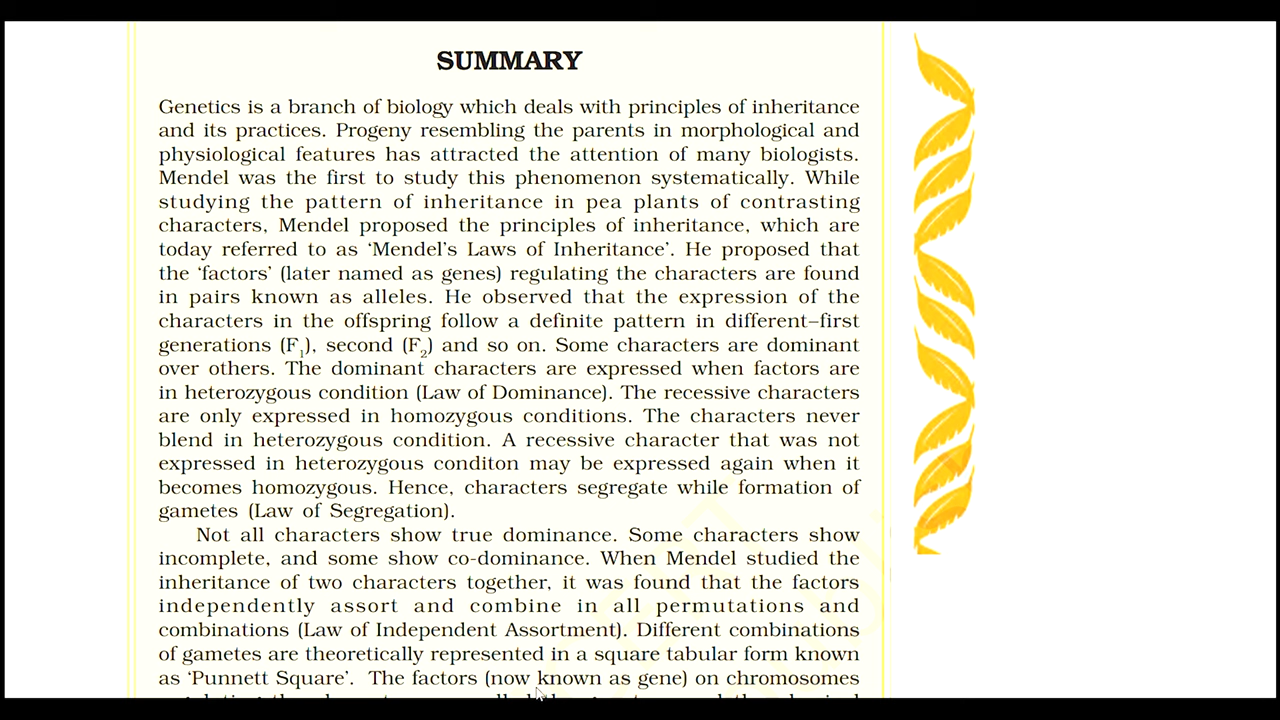 SUMMARY
Genetics is a branch of biology which deals with principles of inheritance
and its practices. Progeny resembling the parents in morphological and
physiological features has attracted the attention of many biologists.
Mendel was the first to study this phenomenon systematically. While
studying the pattern of inheritance in pea plants of contrasting
characters, Mendel proposed the principles of inheritance, which are
today referred to as ‘Mendel’s Laws of Inheritance’. He proposed that
the ‘factors’ (later named as genes) regulating the characters are found
in pairs known as alleles. He observed that the expression of the
characters in the offspring follow a definite pattern in different–first
generations (F₁), second (F₂) and so on. Some characters are dominant
over others. The dominant characters are expressed when factors are
in heterozygous condition (Law of Dominance). The recessive characters
are only expressed in homozygous conditions. The characters never
blend in heterozygous condition. A recessive character that was not
expressed in heterozygous conditon may be expressed again when it
becomes homozygous. Hence, characters segregate while formation of
gametes (Law of Segregation).
Not all characters show true dominance. Some characters show
incomplete, and some show co-dominance. When Mendel studied the
inheritance of two characters together, it was found that the factors
independently assort and combine in all permutations and
combinations (Law of Independent Assortment). Different combinations
of gametes are theoretically represented in a square tabular form known
as ‘Punnett Square’. The factors (now known as gene) on chromosomes